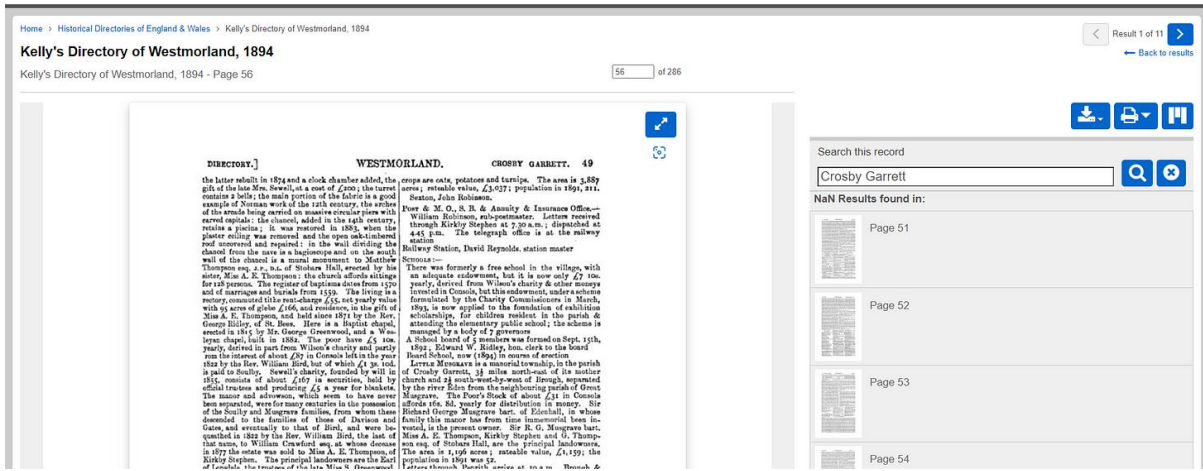 Home › Historical Directories of England & Wales › Kelly's Directory of Westmorland, 1894
Result 1 of 11
Kelly's Directory of Westmorland, 1894
← Back to results
Kelly's Directory of Westmorland, 1894 - Page 56
56 of 286
Search this record
Crosby Garrett
NaN Results found in:
Page 51
Page 52
Page 53
Page 54
DIRECTORY.] WESTMORLAND. CROSBY GARRETT. 49
the latter rebuilt in 1874 and a clock chamber added, the
gift of the late Mrs. Sewell, at a cost of £200; the turret
contains 2 bells; the main portion of the fabric is a good
example of Norman work of the 12th century, the arches
of the arcade being carried on massive circular piers with
carved capitals: the chancel, added in the 14th century,
retains a piscina; it was restored in 1883, when the
plaster ceiling was removed and the open oak-timbered
roof uncovered and repaired: in the wall dividing the
chancel from the nave is a hagioscope and on the south
wall of the chancel is a mural monument to Matthew
Thompson esq. J.P., D.L. of Stobars Hall, erected by his
sister, Miss A. E. Thompson: the church affords sittings
for 128 persons. The register of baptisms dates from 1570
and of marriages and burials from 1559. The living is a
rectory, commuted tithe rent-charge £55, net yearly value
with 95 acres of glebe £166, and residence, in the gift of
Miss A. E. Thompson, and held since 1871 by the Rev.
George Ridley, of St. Bees. Here is a Baptist chapel,
erected in 1815 by Mr. George Greenwood, and a Wes-
leyan chapel, built in 1882. The poor have £5 10s.
yearly, derived in part from Wilson's charity and partly
rom the interest of about £87 in Consols left in the year
1822 by the Rev. William Bird, but of which £1 3s. 10d.
is paid to Soulby. Sewell's charity, founded by will in
1855, consists of about £167 in securities, held by
official trustees and producing £5 a year for blankets.
The manor and advowson, which seem to have never
been separated, were for many centuries in the possession
of the Soulby and Musgrave families, from whom these
descended to the families of those of Davison and
Gates, and eventually to that of Bird, and were be-
queathed in 1822 by the Rev. William Bird, the last of
that name, to William Crawford esq. at whose decease
in 1877 the estate was sold to Miss A. E. Thompson, of
Kirkby Stephen. The principal landowners are the Earl
of Lonsdale, the trustees of the late Miss S. Greenwood,
crops are oats, potatoes and turnips. The area is 3,887
acres; rateable value, £3,037; population in 1891, 211.
Sexton, John Robinson.
Post & M. O., S. B. & Annuity & Insurance Office.—
William Robinson, sub-postmaster. Letters received
through Kirkby Stephen at 7.30 a.m.; dispatched at
4.45 p.m. The telegraph office is at the railway
station
Railway Station, David Reynolds, station master
SCHOOLS:—
There was formerly a free school in the village, with
an adequate endowment, but it is now only £7 10s.
yearly, derived from Wilson's charity & other moneys
invested in Consols, but this endowment, under a scheme
formulated by the Charity Commissioners in March,
1893, is now applied to the foundation of exhibition
scholarships, for children resident in the parish &
attending the elementary public school; the scheme is
managed by a body of 7 governors
A School board of 5 members was formed on Sept. 15th,
1892; Edward W. Ridley, hon. clerk to the board
Board School, now (1894) in course of erection
LITTLE MUSGRAVE is a manorial township, in the parish
of Crosby Garrett, 3½ miles north-east of its mother
church and 2½ south-west-by-west of Brough, separated
by the river Eden from the neighbouring parish of Great
Musgrave. The Poor's Stock of about £31 in Consols
affords 16s. 8d. yearly for distribution in money. Sir
Richard George Musgrave bart. of Edenhall, in whose
family this manor has from time immemorial been in-
vested, is the present owner. Sir R. G. Musgrave bart.
Miss A. E. Thompson, Kirkby Stephen and G. Thomp-
son esq. of Stobars Hall, are the principal landowners.
The area is 1,196 acres; rateable value, £1,159; the
population in 1891 was 52.
Letters through Penrith arrive at 10 a.m. Brough &